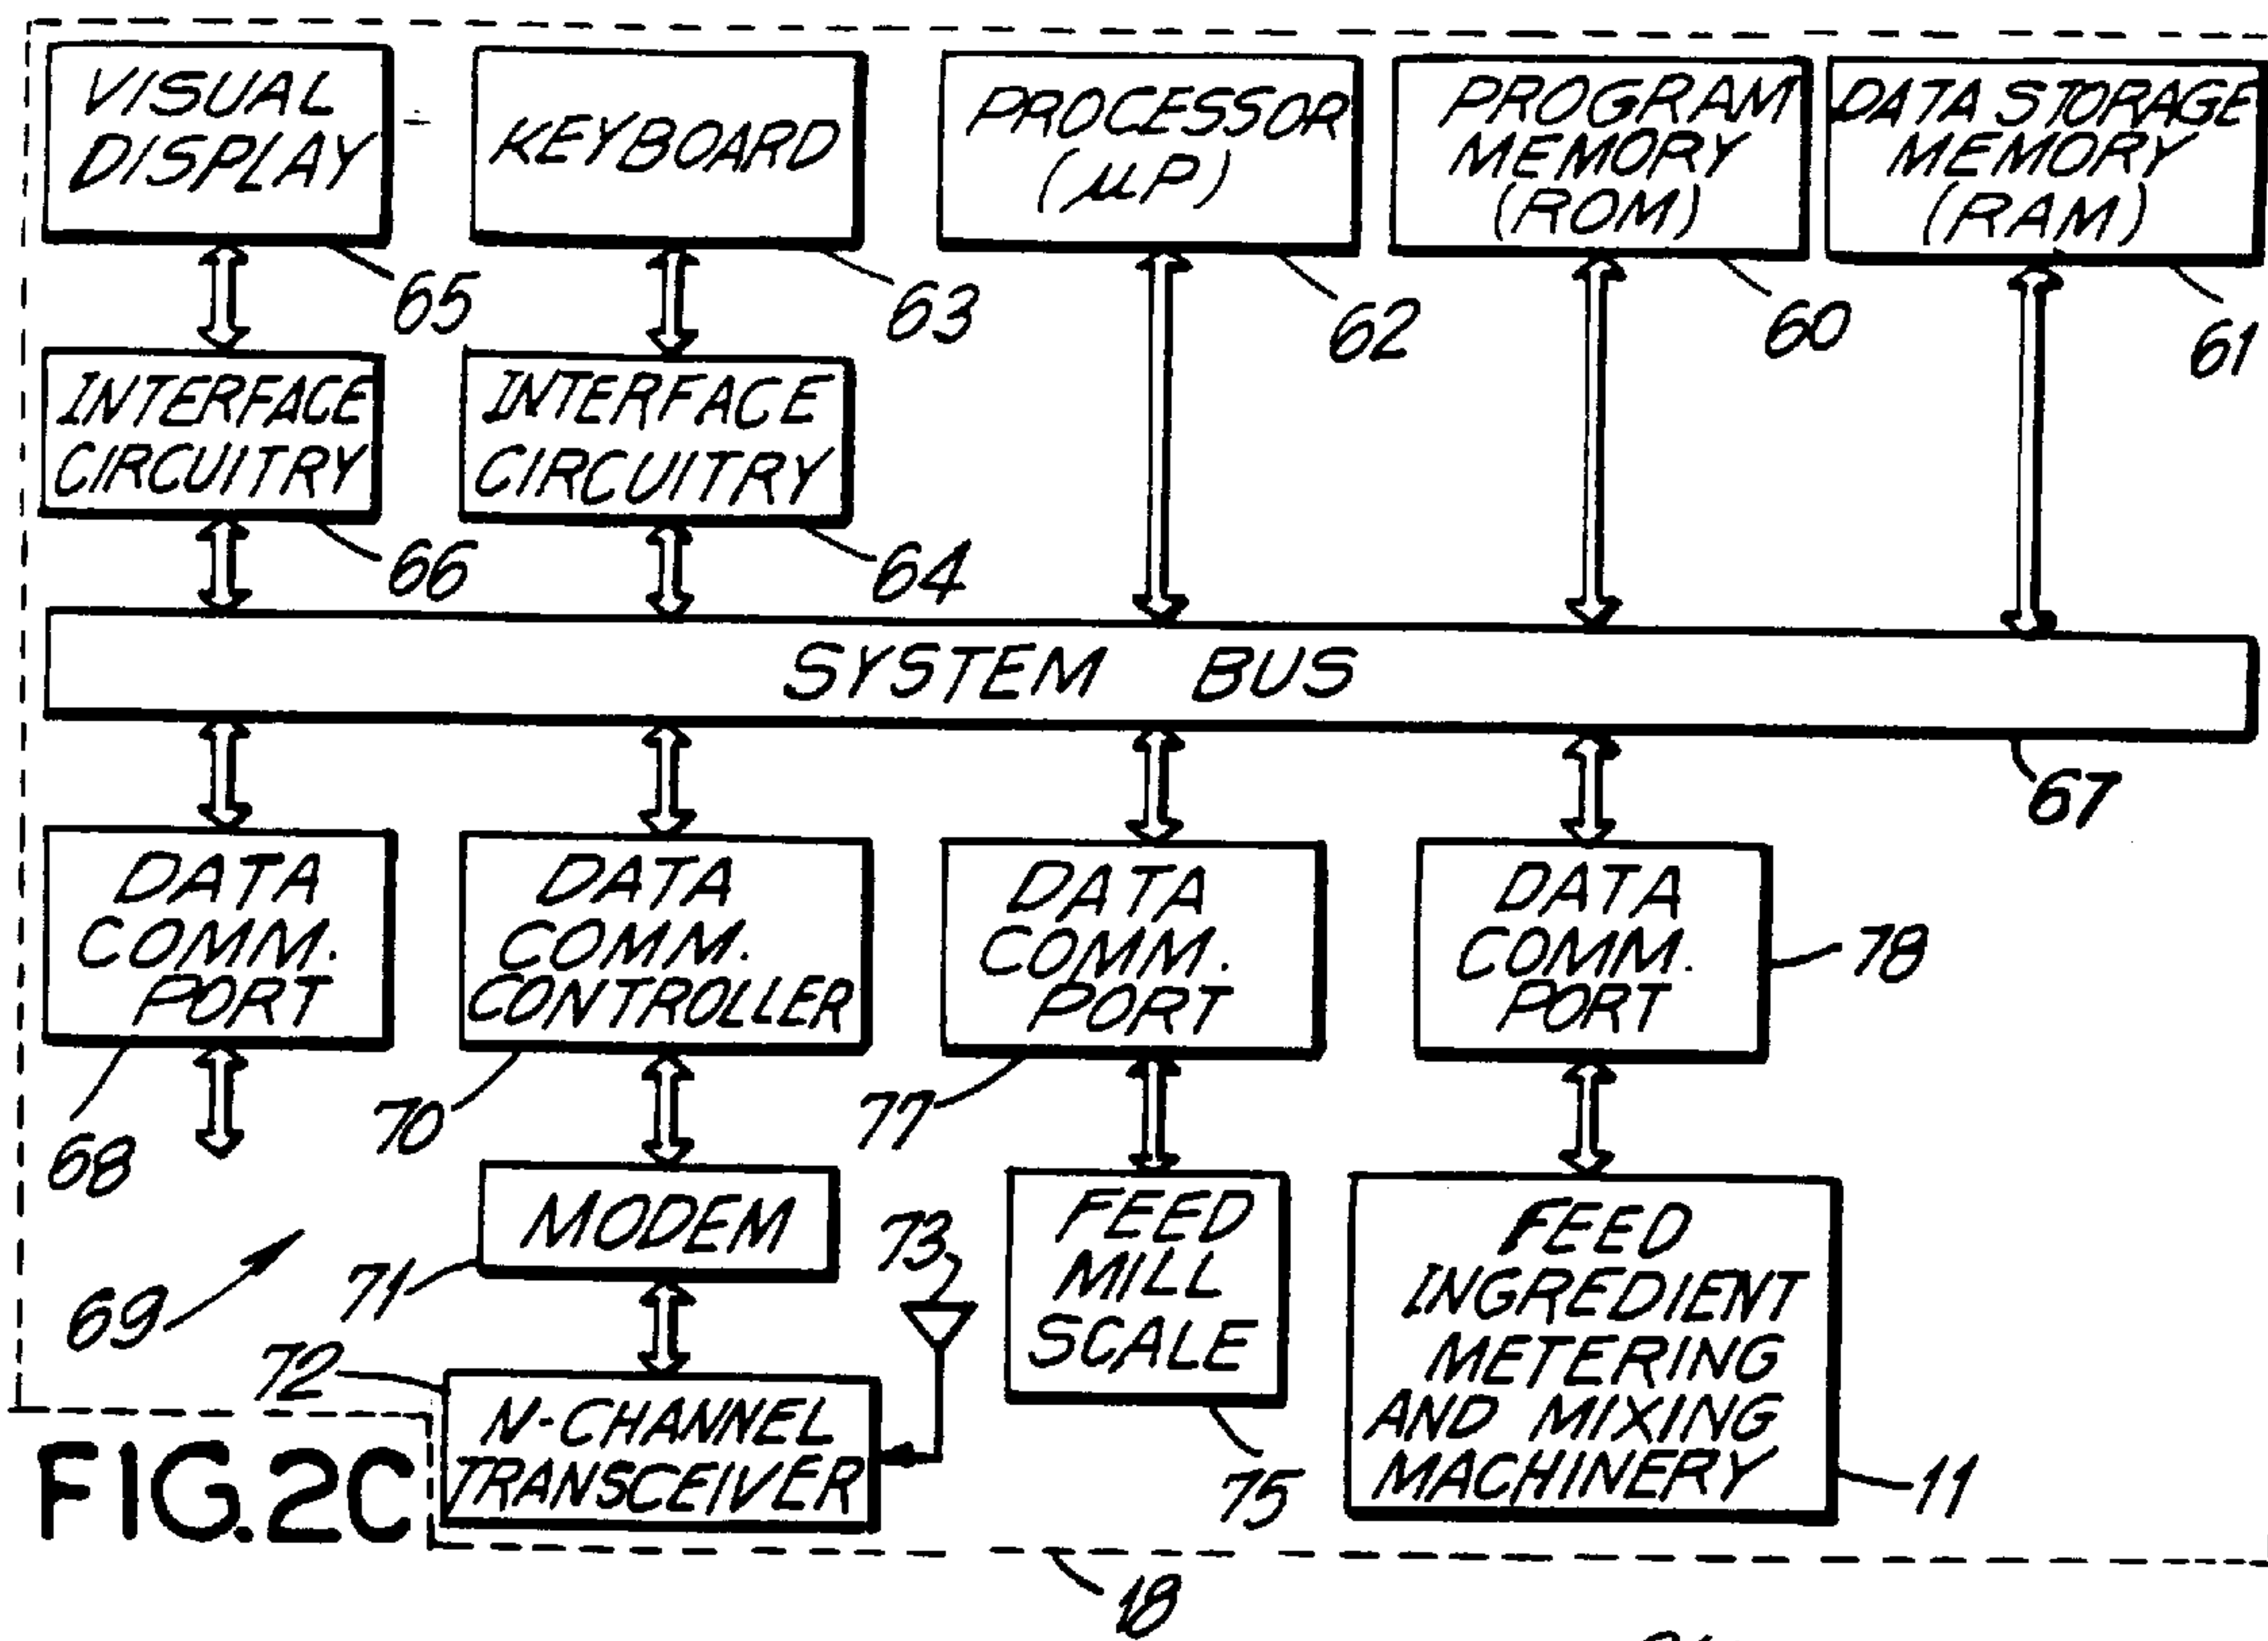 VISUAL
DISPLAY
KEYBOARD
PROCESSOR
(μP)
PROGRAM
MEMORY
(ROM)
DATA STORAGE
MEMORY
(RAM)
65
63
62
60
61
INTERFACE
CIRCUITRY
INTERFACE
CIRCUITRY
66
64
SYSTEM BUS
67
DATA
COMM.
PORT
DATA
COMM.
CONTROLLER
DATA
COMM.
PORT
DATA
COMM.
PORT
78
68
70
77
MODEM
71
73
FEED
MILL
SCALE
FEED
INGREDIENT
METERING
AND MIXING
MACHINERY
69
72
N-CHANNEL
TRANSCEIVER
75
11
FIG.2C
18